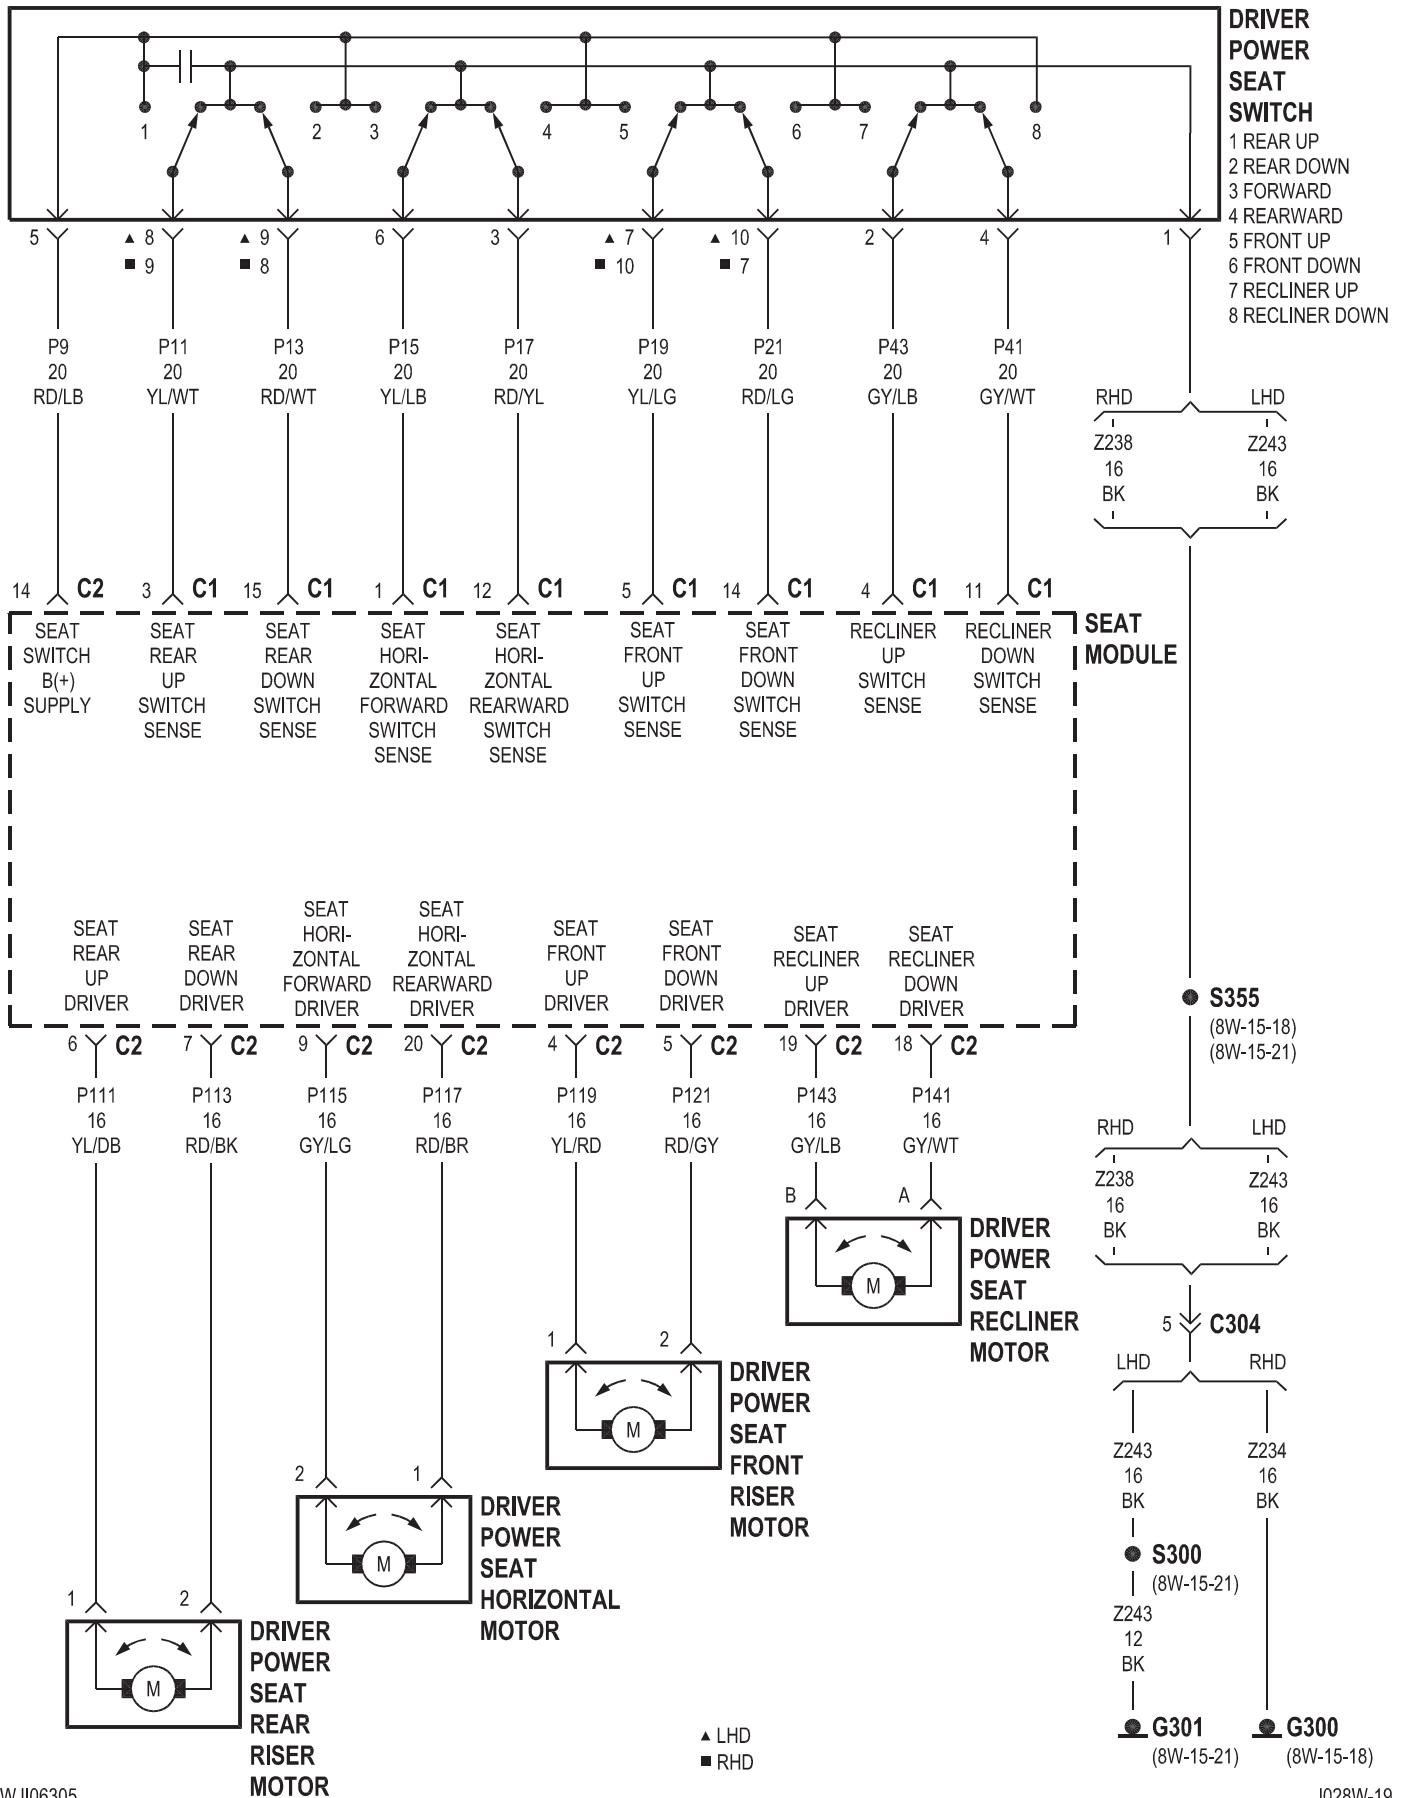 DRIVER
POWER
SEAT
SWITCH
1 REAR UP
2 REAR DOWN
3 FORWARD
4 REARWARD
5 FRONT UP
6 FRONT DOWN
7 RECLINER UP
8 RECLINER DOWN
1 2 3 4 5 6 7 8
5 ▲ 8 ▲ 9 6 3 ▲ 7 ▲ 10 2 4 1
■ 9 ■ 8 ■ 10 ■ 7
P9 P11 P13 P15 P17 P19 P21 P43 P41
20 20 20 20 20 20 20 20 20
RD/LB YL/WT RD/WT YL/LB RD/YL YL/LG RD/LG GY/LB GY/WT
RHD LHD
Z238 Z243
16 16
BK BK
14 C2 3 C1 15 C1 1 C1 12 C1 5 C1 14 C1 4 C1 11 C1
SEAT
MODULE
SEAT
SWITCH
B(+)
SUPPLY
SEAT
REAR
UP
SWITCH
SENSE
SEAT
REAR
DOWN
SWITCH
SENSE
SEAT
HORI-
ZONTAL
FORWARD
SWITCH
SENSE
SEAT
HORI-
ZONTAL
REARWARD
SWITCH
SENSE
SEAT
FRONT
UP
SWITCH
SENSE
SEAT
FRONT
DOWN
SWITCH
SENSE
RECLINER
UP
SWITCH
SENSE
RECLINER
DOWN
SWITCH
SENSE
SEAT
REAR
UP
DRIVER
SEAT
REAR
DOWN
DRIVER
SEAT
HORI-
ZONTAL
FORWARD
DRIVER
SEAT
HORI-
ZONTAL
REARWARD
DRIVER
SEAT
FRONT
UP
DRIVER
SEAT
FRONT
DOWN
DRIVER
SEAT
RECLINER
UP
DRIVER
SEAT
RECLINER
DOWN
DRIVER
S355
(8W-15-18)
(8W-15-21)
6 C2 7 C2 9 C2 20 C2 4 C2 5 C2 19 C2 18 C2
P111 P113 P115 P117 P119 P121 P143 P141
16 16 16 16 16 16 16 16
YL/DB RD/BK GY/LG RD/BR YL/RD RD/GY GY/LB GY/WT
RHD LHD
Z238 Z243
16 16
BK BK
B A
M
DRIVER
POWER
SEAT
RECLINER
MOTOR
5 C304
LHD RHD
1 2
M
DRIVER
POWER
SEAT
FRONT
RISER
MOTOR
Z243 Z234
16 16
BK BK
2 1
M
DRIVER
POWER
SEAT
HORIZONTAL
MOTOR
S300
(8W-15-21)
Z243
12
BK
1 2
M
DRIVER
POWER
SEAT
REAR
RISER
MOTOR
G301
(8W-15-21)
G300
(8W-15-18)
▲ LHD
■ RHD
J028W-19